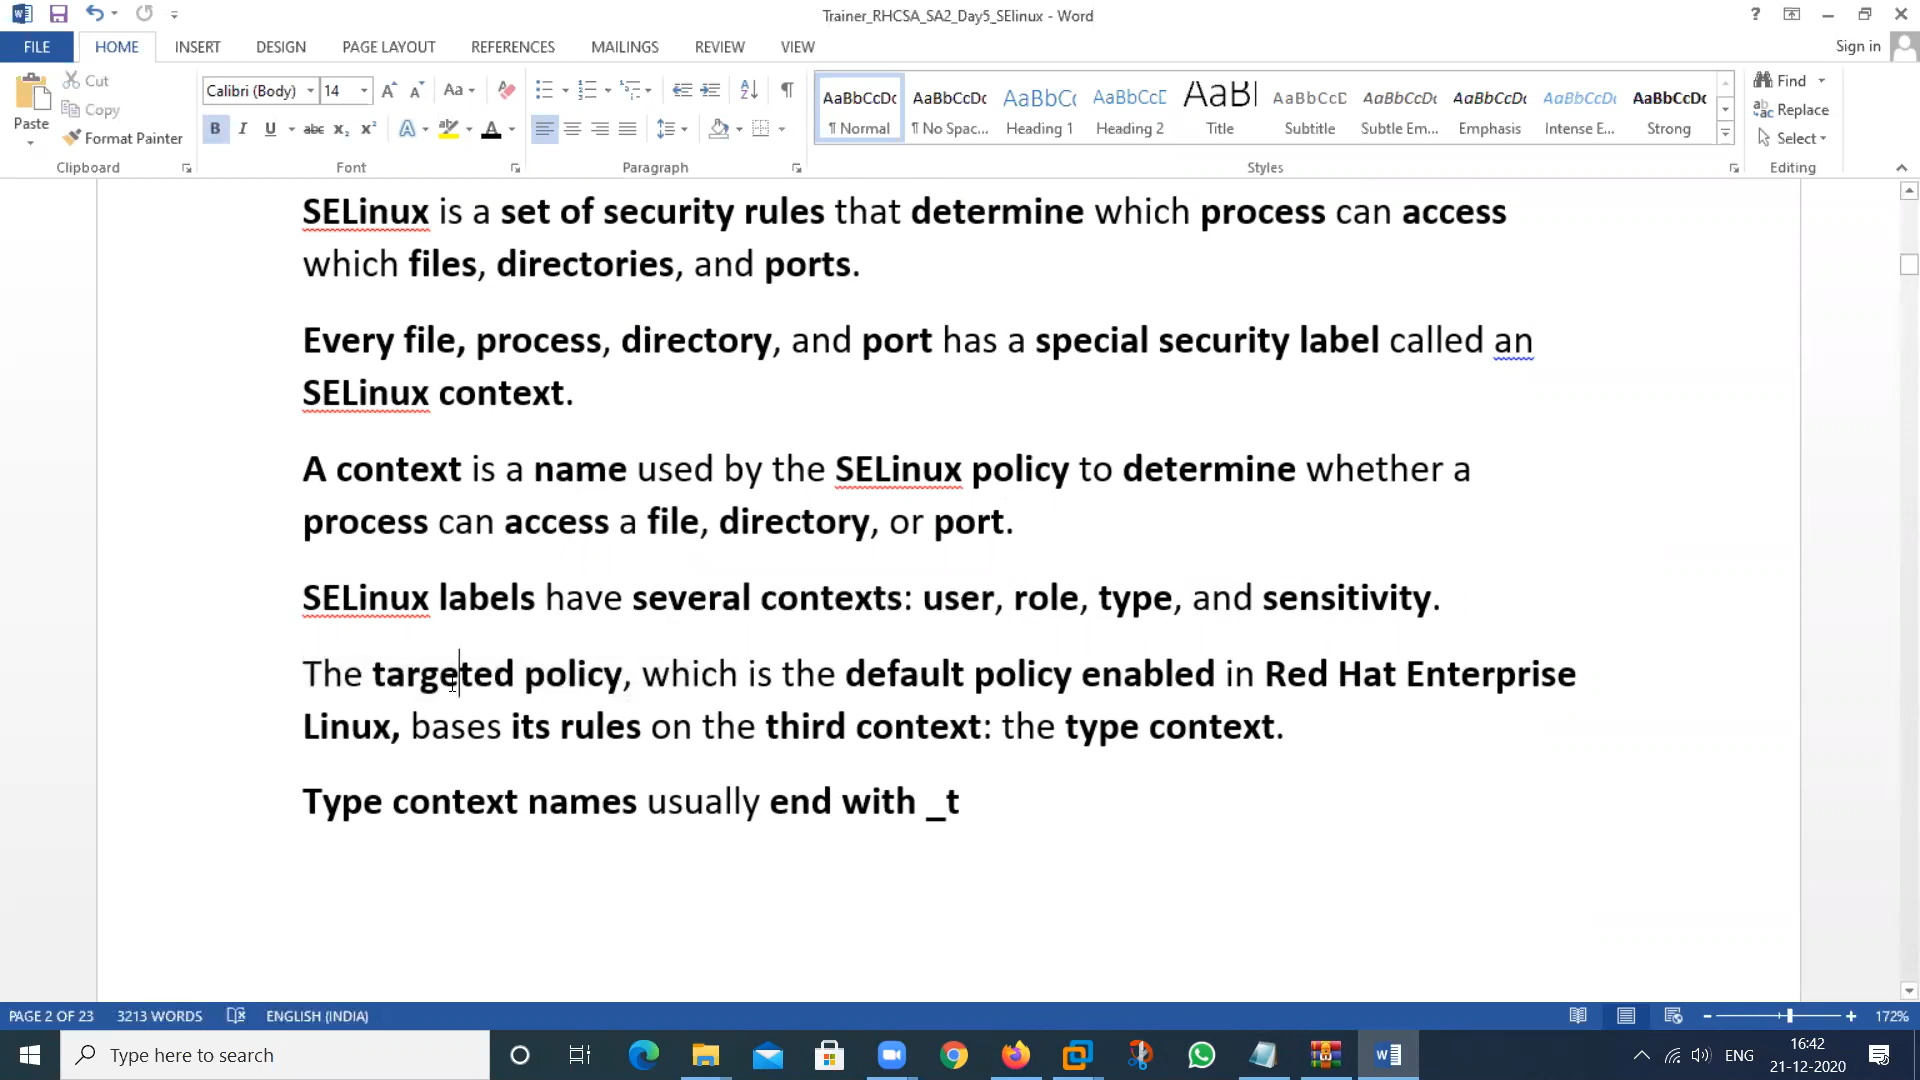 Trainer_RHCSA_SA2_Day5_SElinux - Word
?
FILE HOME INSERT DESIGN PAGE LAYOUT REFERENCES MAILINGS REVIEW VIEW Sign in
Paste Cut Copy Format Painter Clipboard
Calibri (Body) 14 Aa Font
Paragraph
AaBbCcDc ¶ Normal
AaBbCcDc ¶ No Spac...
AaBbCc Heading 1
AaBbCcE Heading 2
AaBl Title
AaBbCcD Subtitle
AaBbCcDc Subtle Em...
AaBbCcDc Emphasis
AaBbCcDc Intense E...
AaBbCcDc Strong
Styles
Find Replace Select Editing
SELinux is a set of security rules that determine which process can access
which files, directories, and ports.
Every file, process, directory, and port has a special security label called an
SELinux context.
A context is a name used by the SELinux policy to determine whether a
process can access a file, directory, or port.
SELinux labels have several contexts: user, role, type, and sensitivity.
The targeted policy, which is the default policy enabled in Red Hat Enterprise
Linux, bases its rules on the third context: the type context.
Type context names usually end with _t
PAGE 2 OF 23 3213 WORDS ENGLISH (INDIA) 172%
Type here to search ENG 16:42
21-12-2020